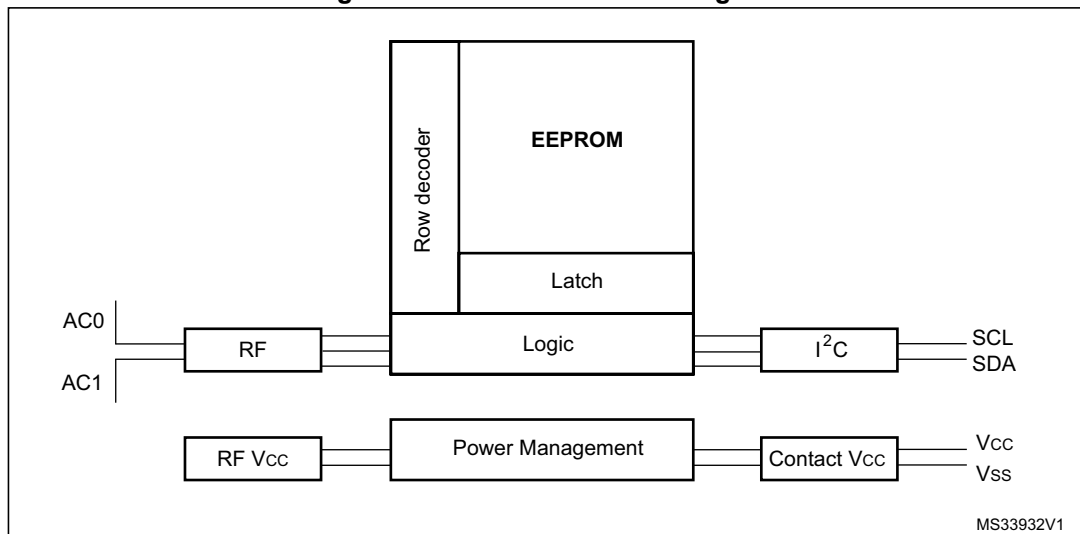 EEPROM
Row decoder
Latch
AC0
AC1
RF
Logic
I²C
SCL
SDA
RF Vcc
Power Management
Contact Vcc
Vcc
Vss
MS33932V1